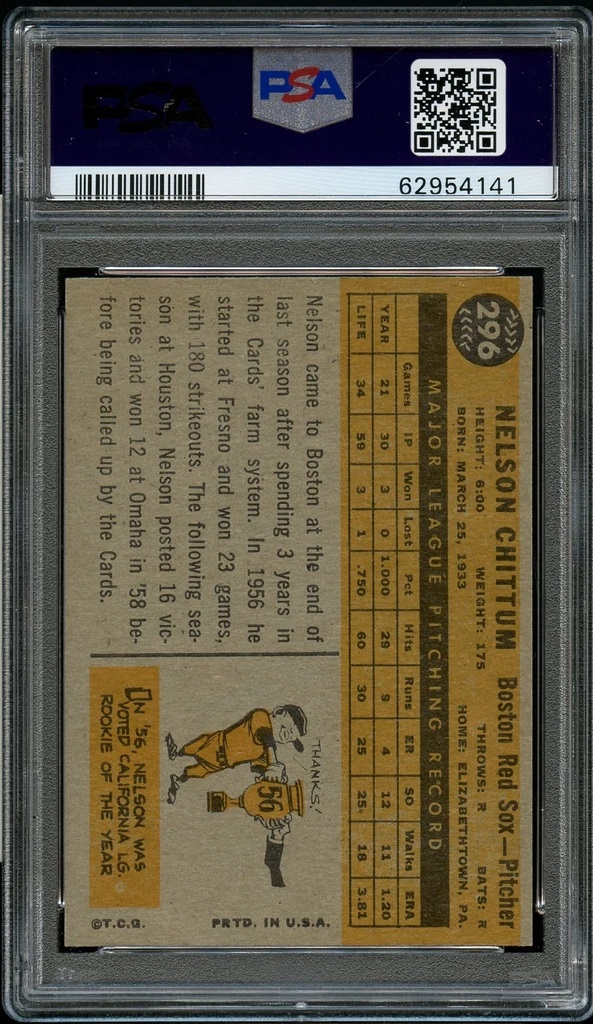 PSA
PSA
62954141
296
NELSON CHITTUM Boston Red Sox—Pitcher
HEIGHT: 6:00 WEIGHT: 175 THROWS: R BATS: R
BORN: MARCH 25, 1933 HOME: ELIZABETHTOWN, PA.
MAJOR LEAGUE PITCHING RECORD
Games IP Won Lost Pct Hits Runs ER SO Walks ERA
YEAR 21 30 3 0 1.000 29 9 4 12 11 1.20
LIFE 34 59 3 1 .750 60 30 25 25 18 3.81
Nelson came to Boston at the end of
last season after spending 3 years in
the Cards' farm system. In 1956 he
started at Fresno and won 23 games,
with 180 strikeouts. The following sea-
son at Houston, Nelson posted 16 vic-
tories and won 12 at Omaha in '58 be-
fore being called up by the Cards.
THANKS!
56
IN '56, NELSON WAS
VOTED CALIFORNIA LG.
ROOKIE OF THE YEAR
©T.C.G. PRTD. IN U.S.A.